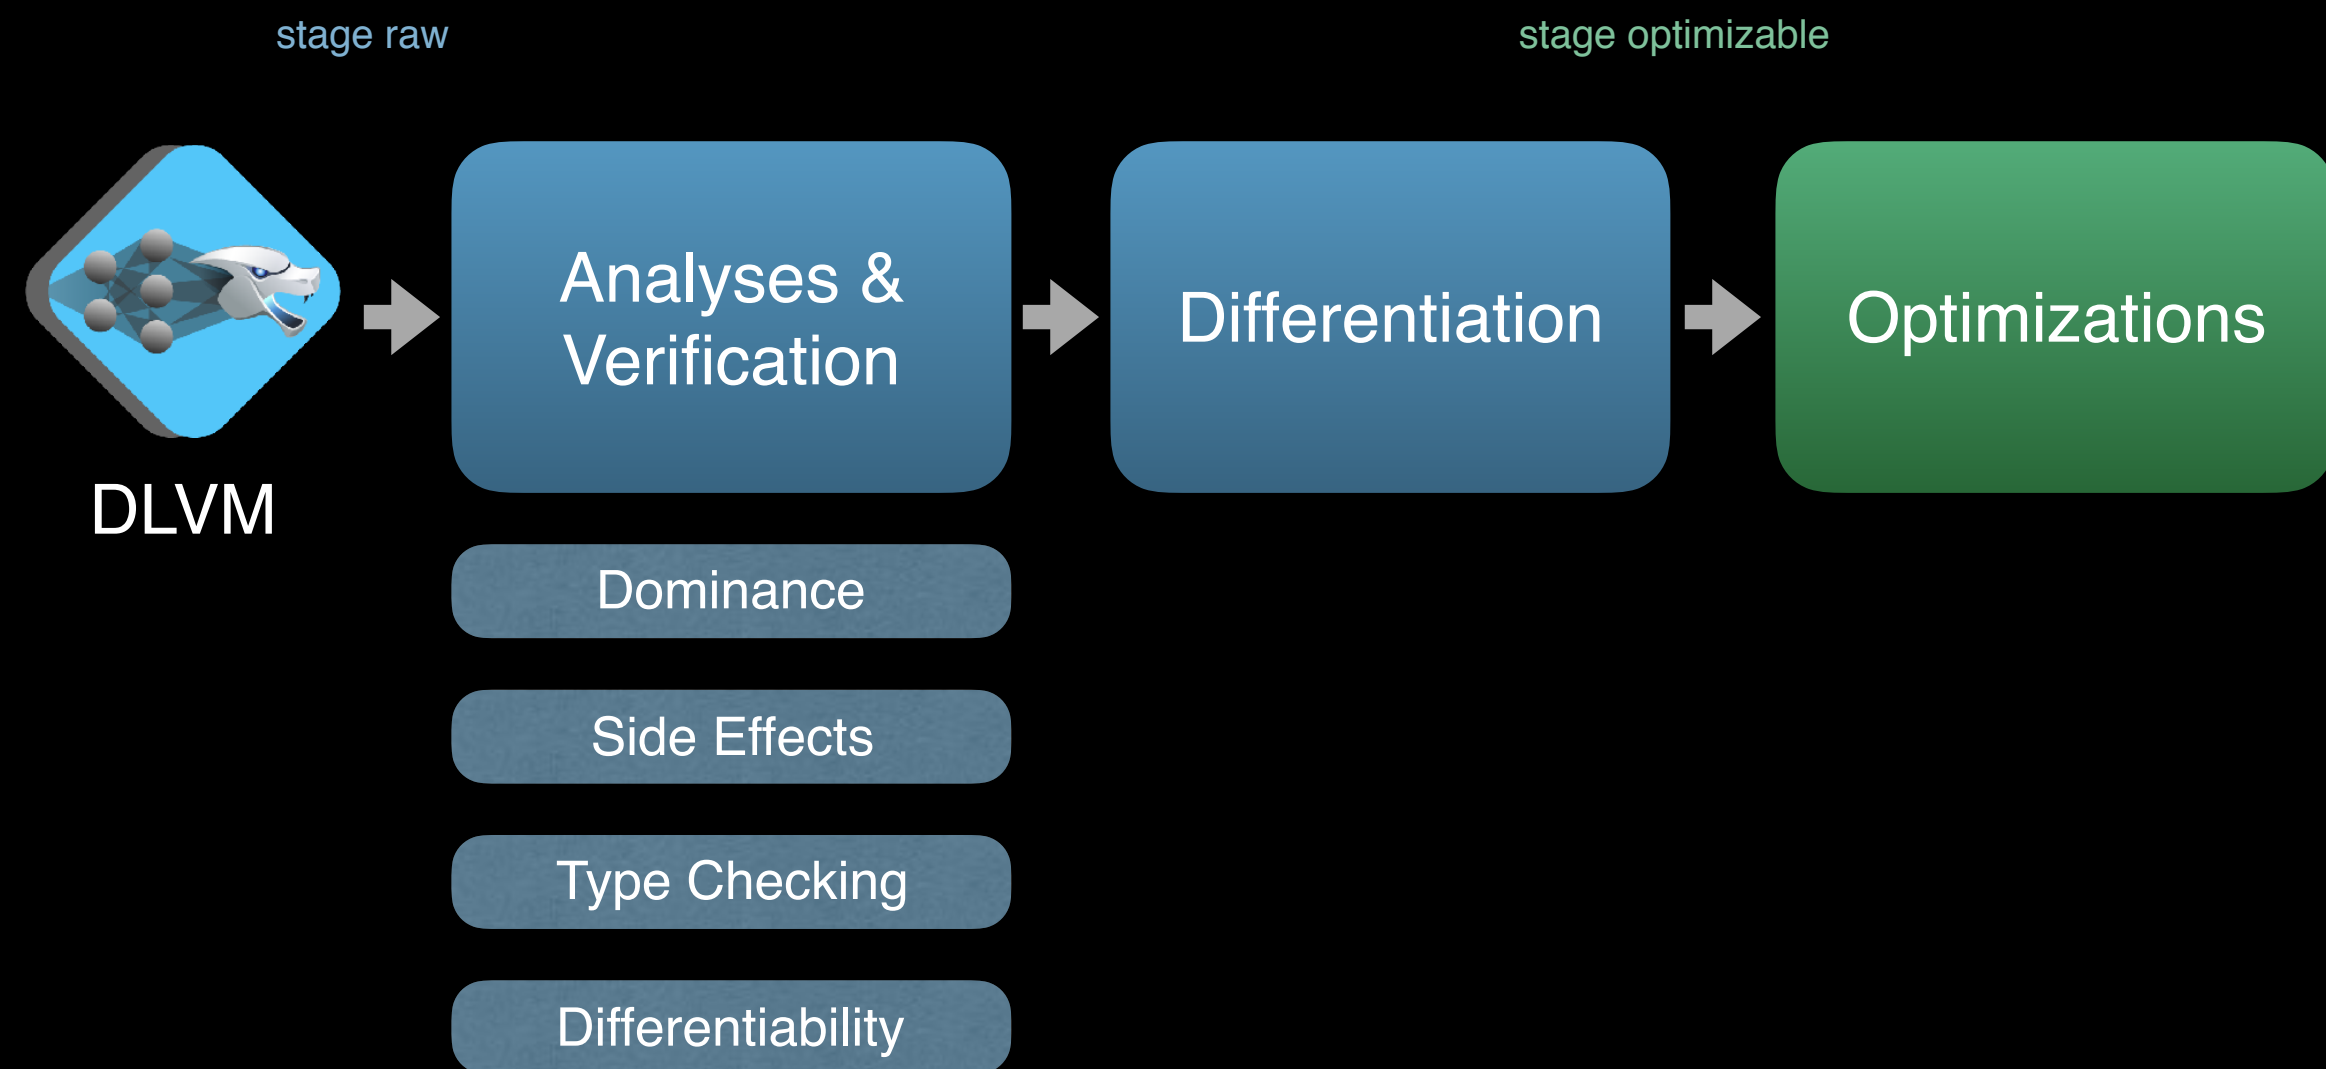 stage raw
stage optimizable
DLVM
Analyses &
Verification
Differentiation
Optimizations
Dominance
Side Effects
Type Checking
Differentiability